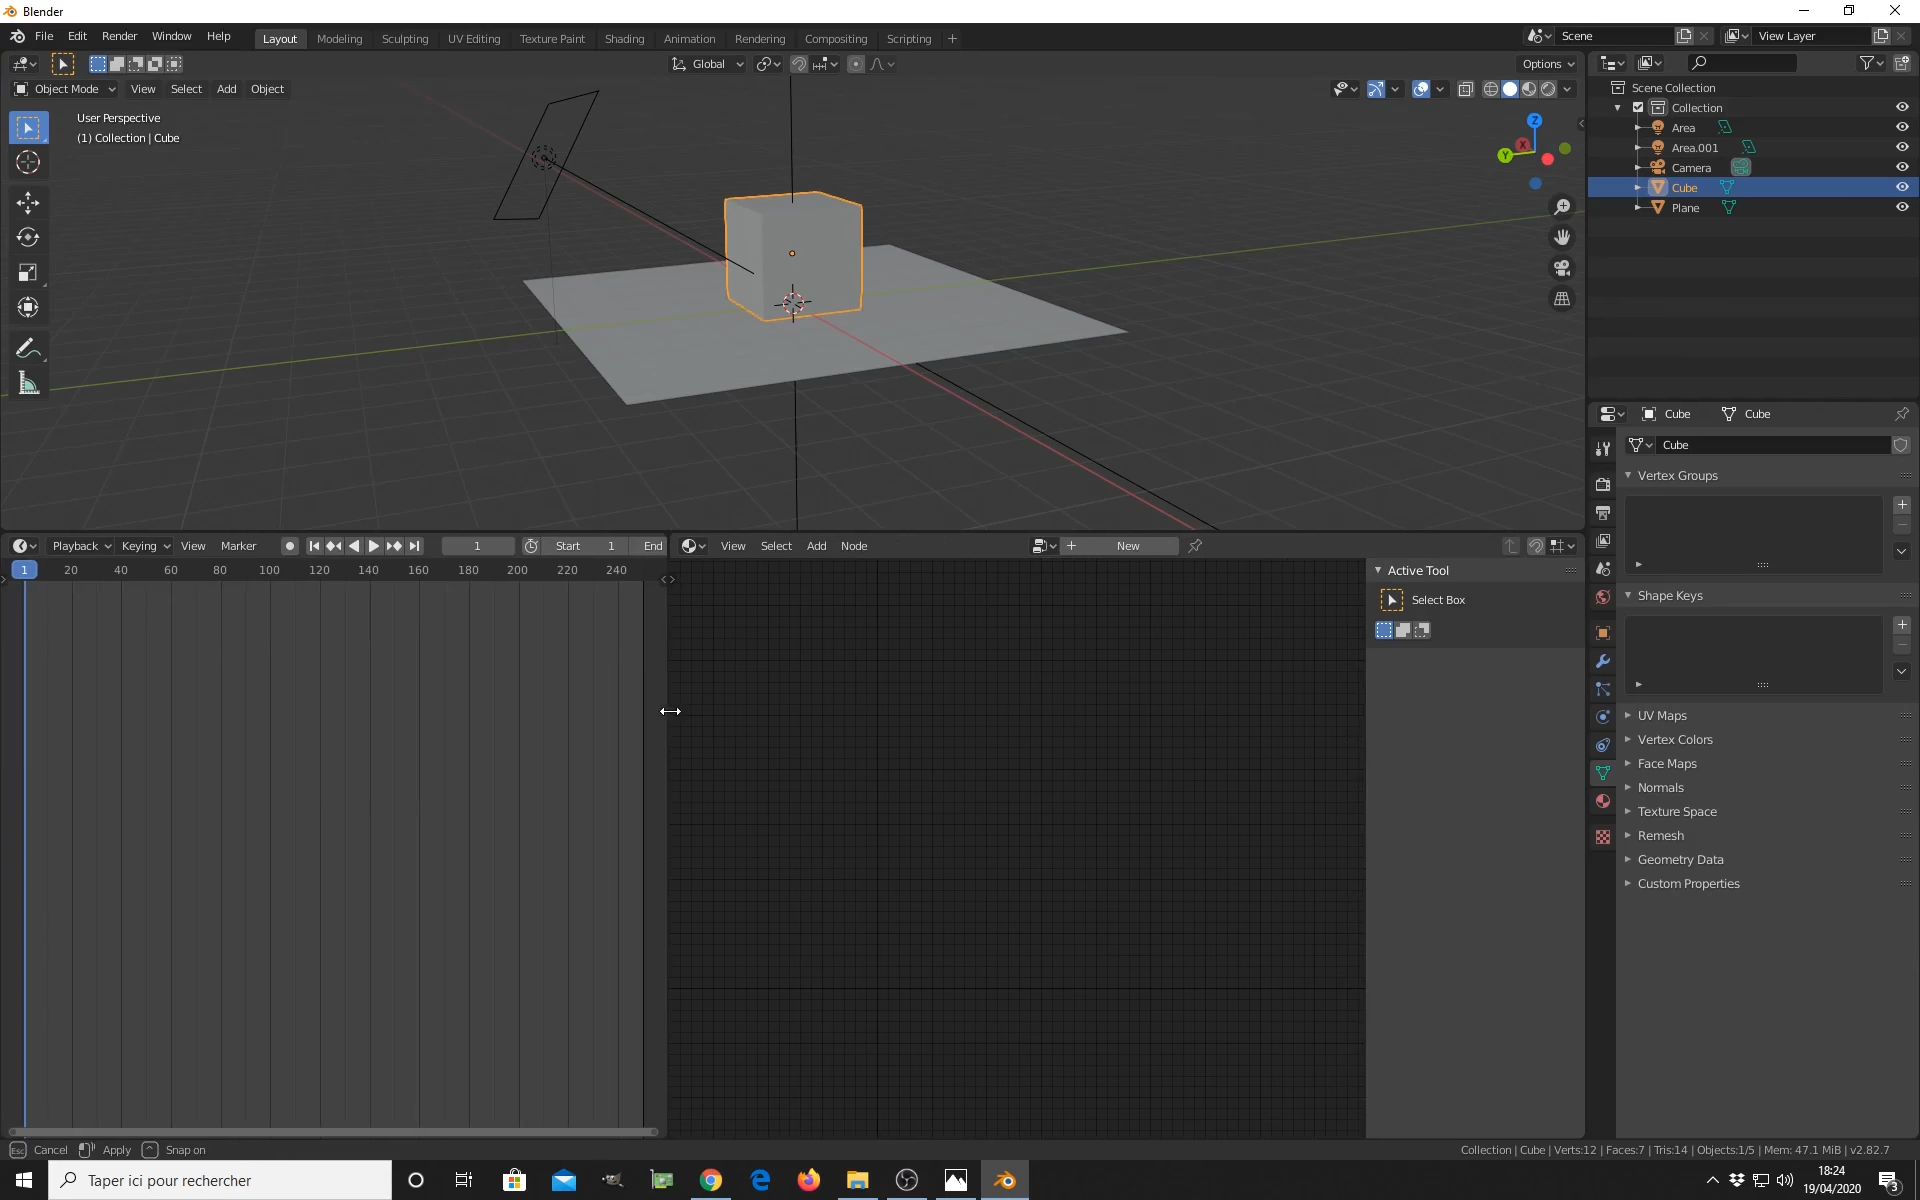 Blender
File Edit Render Window Help Layout Modeling Sculpting UV Editing Texture Paint Shading Animation Rendering Compositing Scripting + Scene View Layer
Global Options
Object Mode View Select Add Object
User Perspective
(1) Collection | Cube
Z
X
Y
Scene Collection
Collection
Area
Area.001
Camera
Cube
Plane
Cube Cube
Cube
Vertex Groups
Shape Keys
UV Maps
Vertex Colors
Face Maps
Normals
Texture Space
Remesh
Geometry Data
Custom Properties
Playback Keying View Marker 1 Start 1 End
1 20 40 60 80 100 120 140 160 180 200 220 240
View Select Add Node + New
Active Tool
Select Box
Esc Cancel Apply Snap on
Collection | Cube | Verts:12 | Faces:7 | Tris:14 | Objects:1/5 | Mem: 47.1 MiB | v2.82.7
Taper ici pour rechercher
18:24
19/04/2020
3